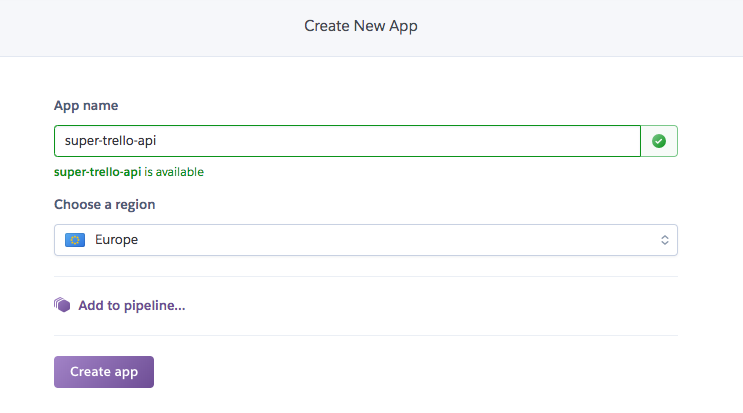 Create New App
App name
super-trello-api
super-trello-api is available
Choose a region
Europe
Add to pipeline...
Create app